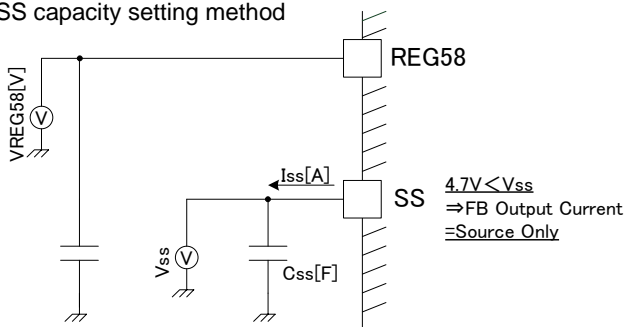 SS capacity setting method
REG58
VREG58[V]
V
Iss[A]
SS
4.7V＜Vss
⇒FB Output Current
=Source Only
Vss
V
Css[F]